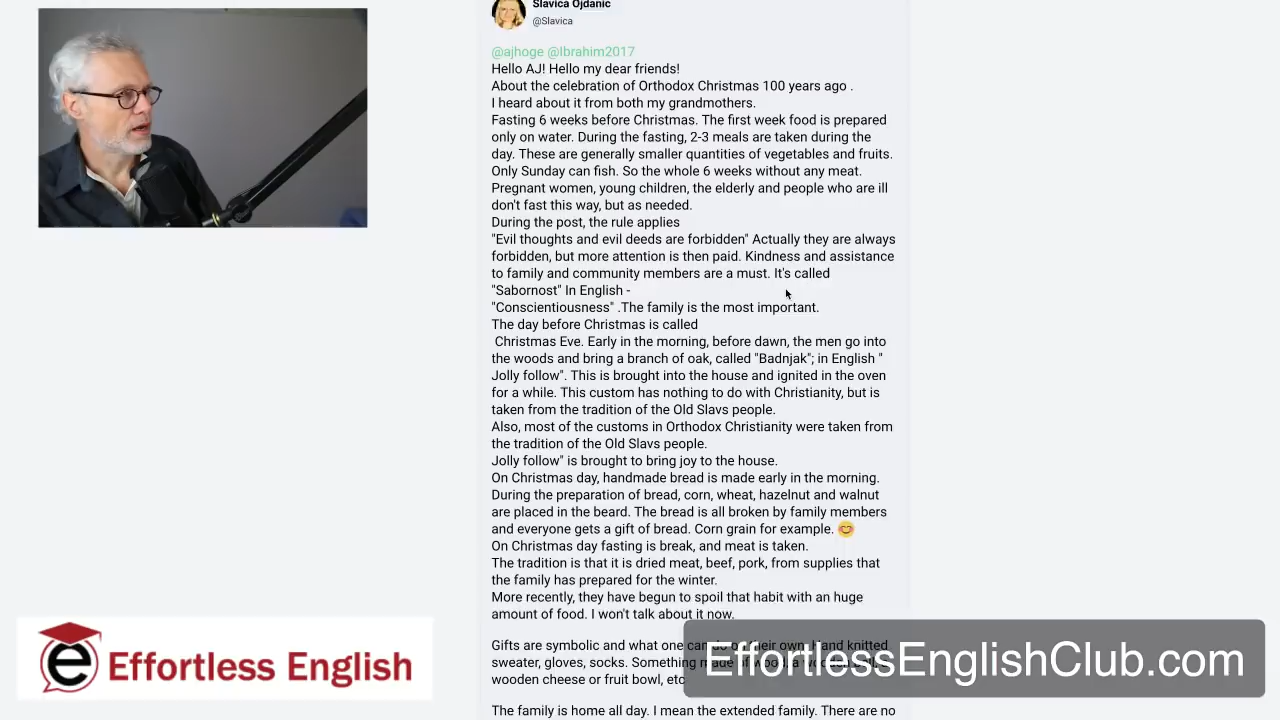 Slavica Ojdanic
@Slavica
@ajhoge @Ibrahim2017
Hello AJ! Hello my dear friends!
About the celebration of Orthodox Christmas 100 years ago .
I heard about it from both my grandmothers.
Fasting 6 weeks before Christmas. The first week food is prepared
only on water. During the fasting, 2-3 meals are taken during the
day. These are generally smaller quantities of vegetables and fruits.
Only Sunday can fish. So the whole 6 weeks without any meat.
Pregnant women, young children, the elderly and people who are ill
don't fast this way, but as needed.
During the post, the rule applies
"Evil thoughts and evil deeds are forbidden" Actually they are always
forbidden, but more attention is then paid. Kindness and assistance
to family and community members are a must. It's called
"Sabornost" In English -
"Conscientiousness" .The family is the most important.
The day before Christmas is called
Christmas Eve. Early in the morning, before dawn, the men go into
the woods and bring a branch of oak, called "Badnjak"; in English "
Jolly follow". This is brought into the house and ignited in the oven
for a while. This custom has nothing to do with Christianity, but is
taken from the tradition of the Old Slavs people.
Also, most of the customs in Orthodox Christianity were taken from
the tradition of the Old Slavs people.
Jolly follow" is brought to bring joy to the house.
On Christmas day, handmade bread is made early in the morning.
During the preparation of bread, corn, wheat, hazelnut and walnut
are placed in the beard. The bread is all broken by family members
and everyone gets a gift of bread. Corn grain for example. 😊
On Christmas day fasting is break, and meat is taken.
The tradition is that it is dried meat, beef, pork, from supplies that
the family has prepared for the winter.
More recently, they have begun to spoil that habit with an huge
amount of food. I won't talk about it now.
Gifts are symbolic and what one can do on their own. Hand knitted
sweater, gloves, socks. Something made of wood, a wooden
wooden cheese or fruit bowl, etc
The family is home all day. I mean the extended family. There are no
e Effortless English
EffortlessEnglishClub.com